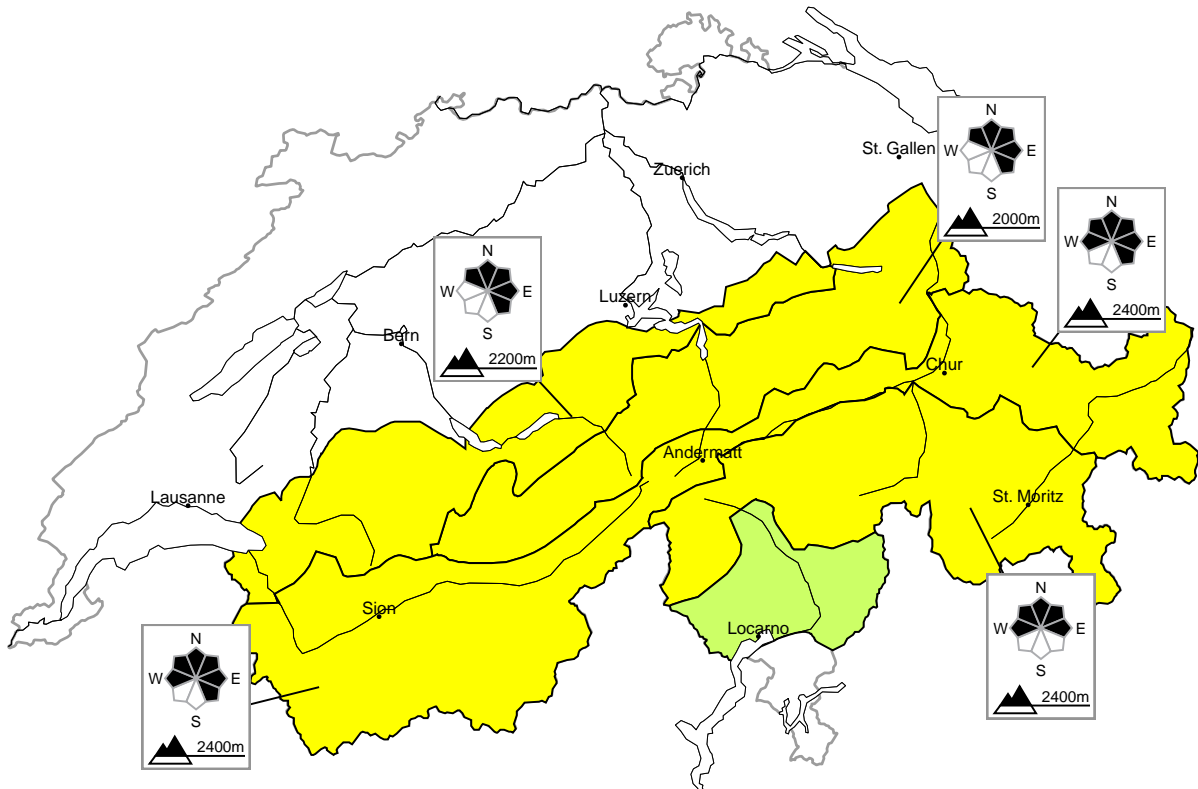 N
St. Gallen
W
E
S
Zuerich
2000m
N
W
E
S
2400m
N
W
E
S
2200m
Luzern
Bern
Chur
Andermatt
Lausanne
St. Moritz
N
W
E
S
2400m
Sion
Locarno
N
W
E
S
2400m